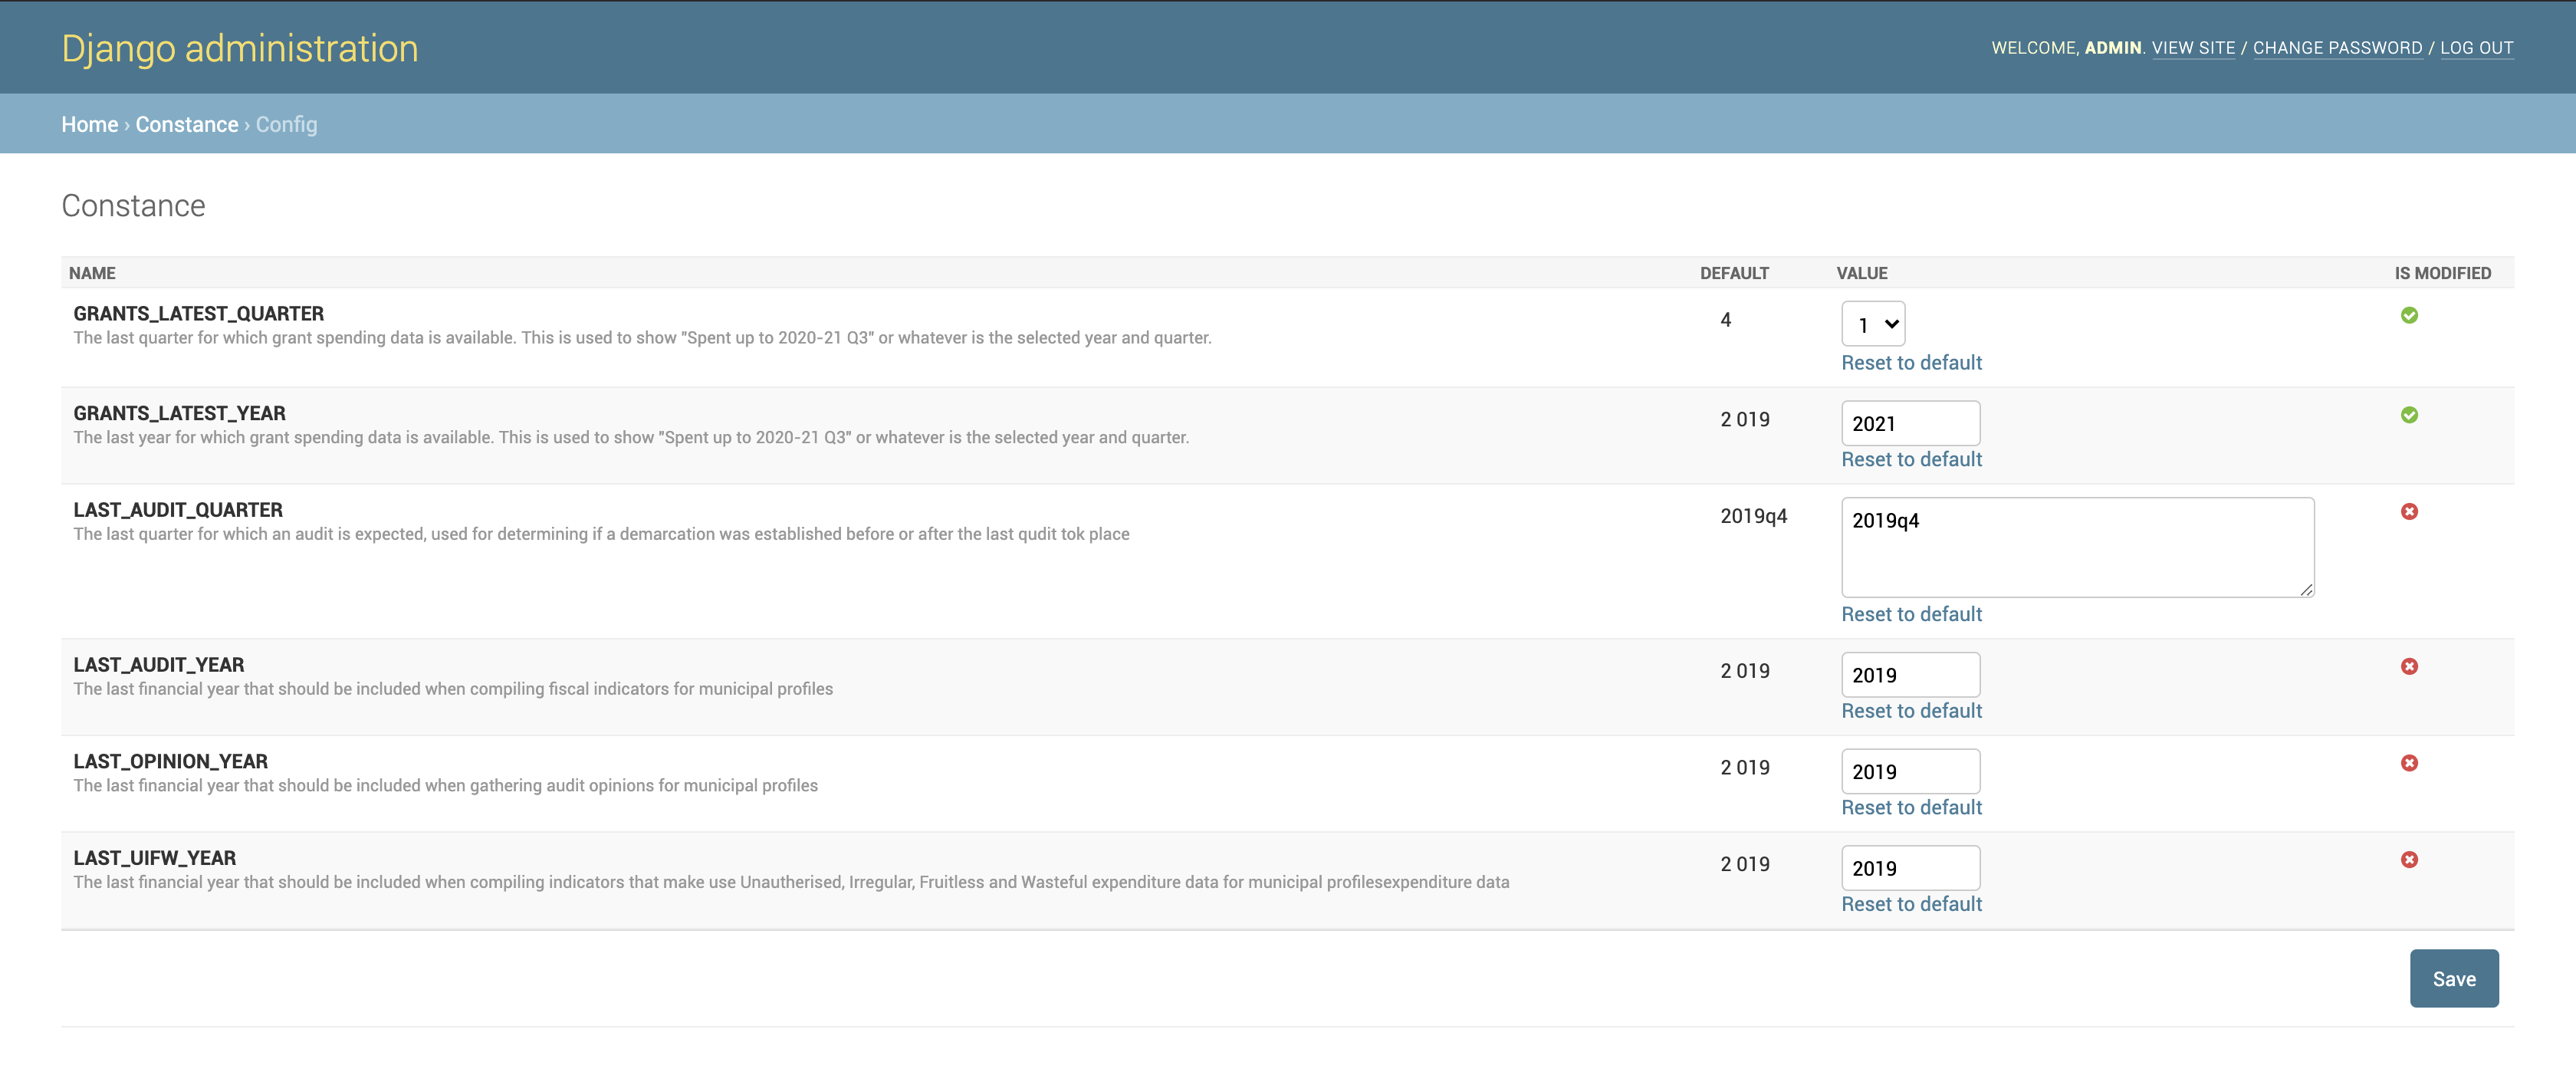 Django administration
WELCOME, ADMIN. VIEW SITE / CHANGE PASSWORD / LOG OUT
Home › Constance › Config
Constance
NAME DEFAULT VALUE IS MODIFIED
GRANTS_LATEST_QUARTER
The last quarter for which grant spending data is available. This is used to show "Spent up to 2020-21 Q3" or whatever is the selected year and quarter.
4
1
Reset to default
GRANTS_LATEST_YEAR
The last year for which grant spending data is available. This is used to show "Spent up to 2020-21 Q3" or whatever is the selected year and quarter.
2 019
2021
Reset to default
LAST_AUDIT_QUARTER
The last quarter for which an audit is expected, used for determining if a demarcation was established before or after the last qudit tok place
2019q4
2019q4
Reset to default
LAST_AUDIT_YEAR
The last financial year that should be included when compiling fiscal indicators for municipal profiles
2 019
2019
Reset to default
LAST_OPINION_YEAR
The last financial year that should be included when gathering audit opinions for municipal profiles
2 019
2019
Reset to default
LAST_UIFW_YEAR
The last financial year that should be included when compiling indicators that make use Unautherised, Irregular, Fruitless and Wasteful expenditure data for municipal profilesexpenditure data
2 019
2019
Reset to default
Save